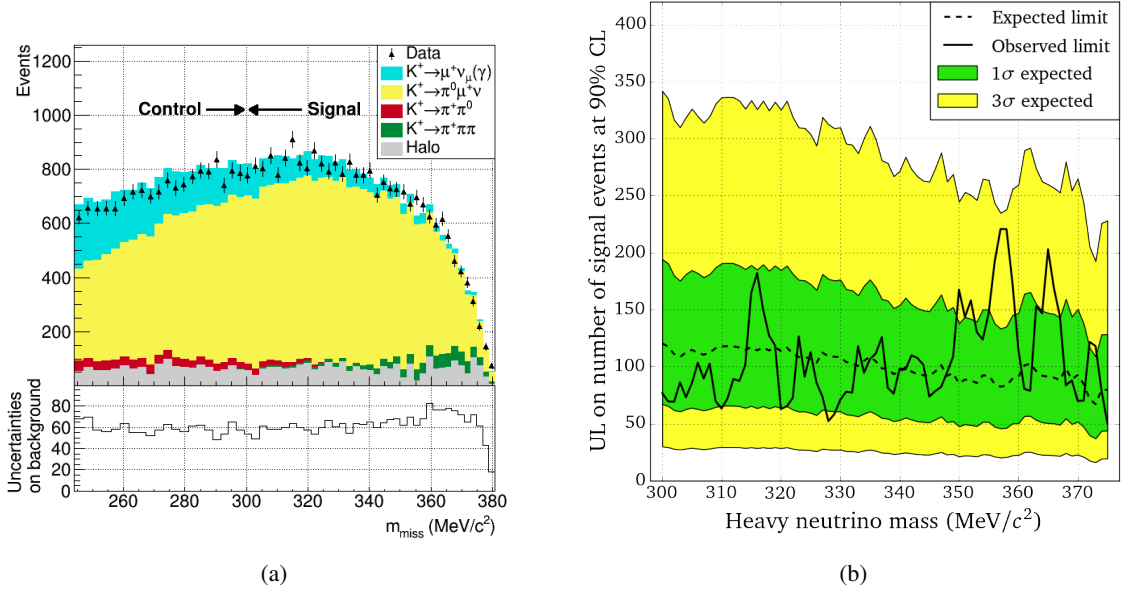 Events
1200
1000
800
600
400
200
Data
K⁺→μ⁺νμ(γ)
K⁺→π⁰μ⁺ν
K⁺→π⁺π⁰
K⁺→π⁺ππ
Halo
Control
Signal
Uncertainties
on background
80
60
40
20
0
260 280 300 320 340 360 380
m_miss (MeV/c²)
(a)
UL on number of signal events at 90% CL
400
350
300
250
200
150
100
50
0
Expected limit
Observed limit
1σ expected
3σ expected
300 310 320 330 340 350 360 370
Heavy neutrino mass (MeV/c²)
(b)